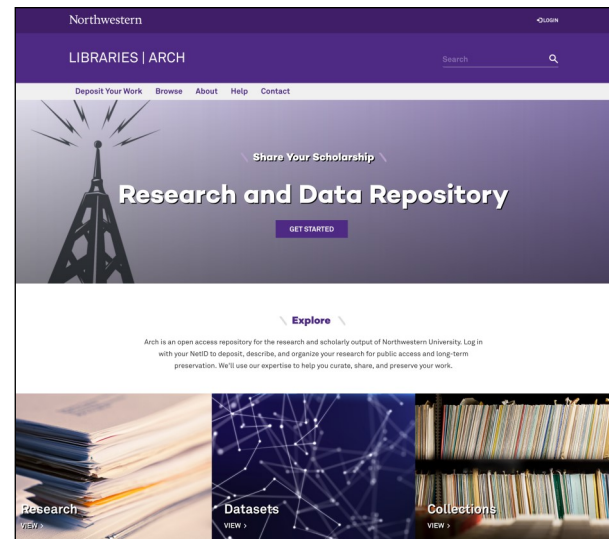 Northwestern
LOGIN
LIBRARIES | ARCH
Search
Deposit Your Work Browse About Help Contact
Share Your Scholarship
Research and Data Repository
GET STARTED
Explore
Arch is an open access repository for the research and scholarly output of Northwestern University. Log in
with your NetID to deposit, describe, and organize your research for public access and long-term
preservation. We'll use our expertise to help you curate, share, and preserve your work.
Research
VIEW >
Datasets
VIEW >
Collections
VIEW >